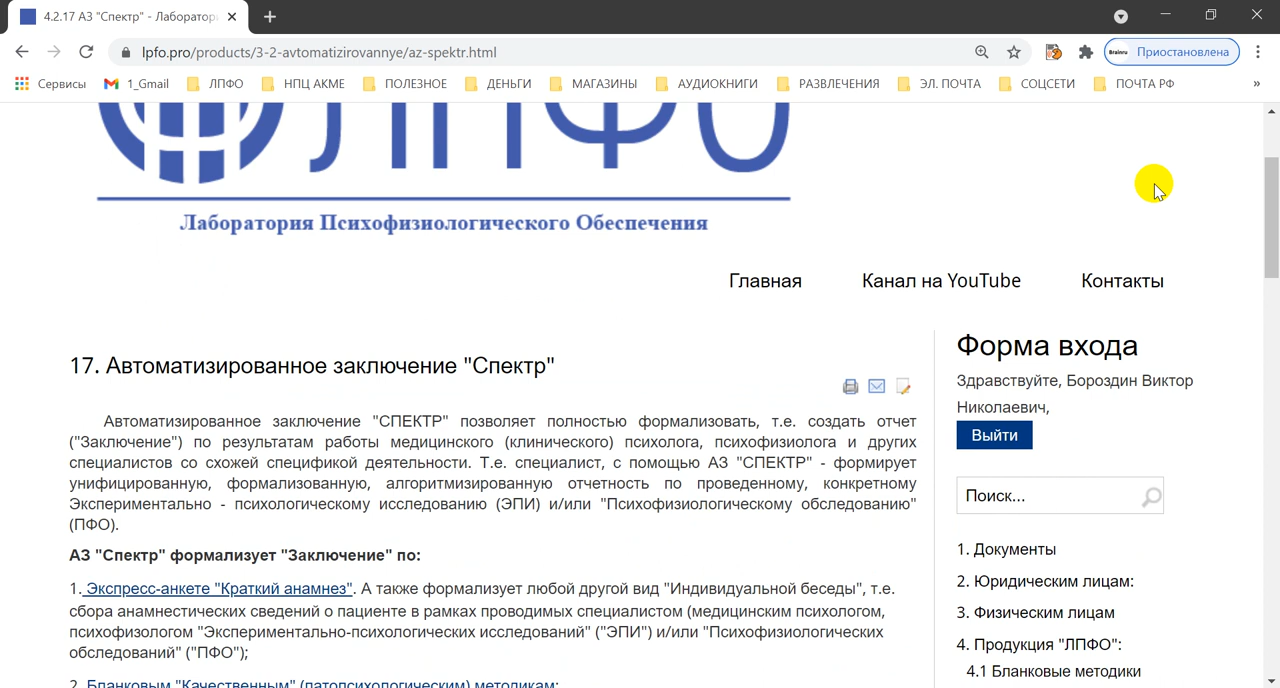 4.2.17 АЗ "Спектр" - Лаборатори
lpfo.pro/products/3-2-avtomatizirovannye/az-spektr.html
Brainru Приостановлена
Сервисы 1_Gmail ЛПФО НПЦ АКМЕ ПОЛЕЗНОЕ ДЕНЬГИ МАГАЗИНЫ АУДИОКНИГИ РАЗВЛЕЧЕНИЯ ЭЛ. ПОЧТА СОЦСЕТИ ПОЧТА РФ »
ЛПФО
Лаборатория Психофизиологического Обеспечения
Главная Канал на YouTube Контакты
17. Автоматизированное заключение "Спектр"
Автоматизированное заключение "СПЕКТР" позволяет полностью формализовать, т.е. создать отчет
("Заключение") по результатам работы медицинского (клинического) психолога, психофизиолога и других
специалистов со схожей спецификой деятельности. Т.е. специалист, с помощью АЗ "СПЕКТР" - формирует
унифицированную, формализованную, алгоритмизированную отчетность по проведенному, конкретному
Экспериментально - психологическому исследованию (ЭПИ) и/или "Психофизиологическому обследованию"
(ПФО).
АЗ "Спектр" формализует "Заключение" по:
1. Экспресс-анкете "Краткий анамнез". А также формализует любой другой вид "Индивидуальной беседы", т.е.
сбора анамнестических сведений о пациенте в рамках проводимых специалистом (медицинским психологом,
психофизологом "Экспериментально-психологических исследований" ("ЭПИ") и/или "Психофизиологических
обследований" ("ПФО");
2. Бланковым "Качественным" (патопсихологическим) методикам:
Форма входа
Здравствуйте, Бороздин Виктор
Николаевич,
Выйти
Поиск...
1. Документы
2. Юридическим лицам:
3. Физическим лицам
4. Продукция "ЛПФО":
4.1 Бланковые методики